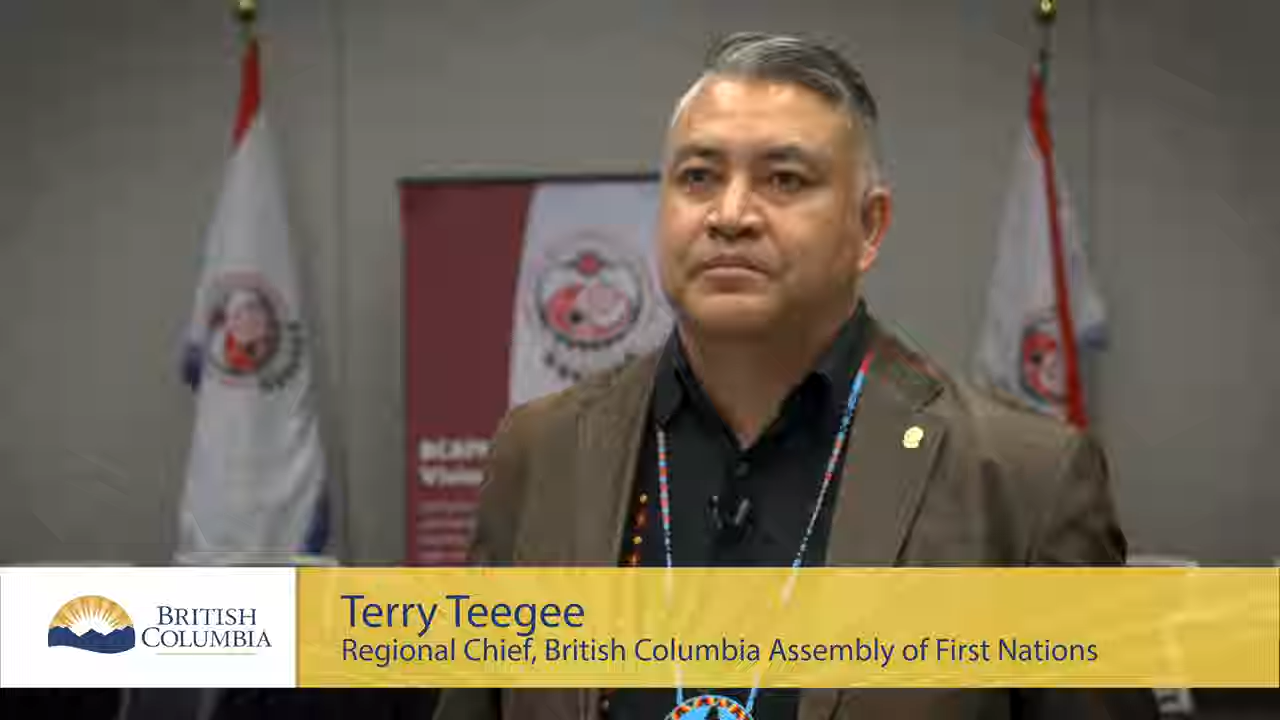 BRITISH
COLUMBIA
Terry Teegee
Regional Chief, British Columbia Assembly of First Nations